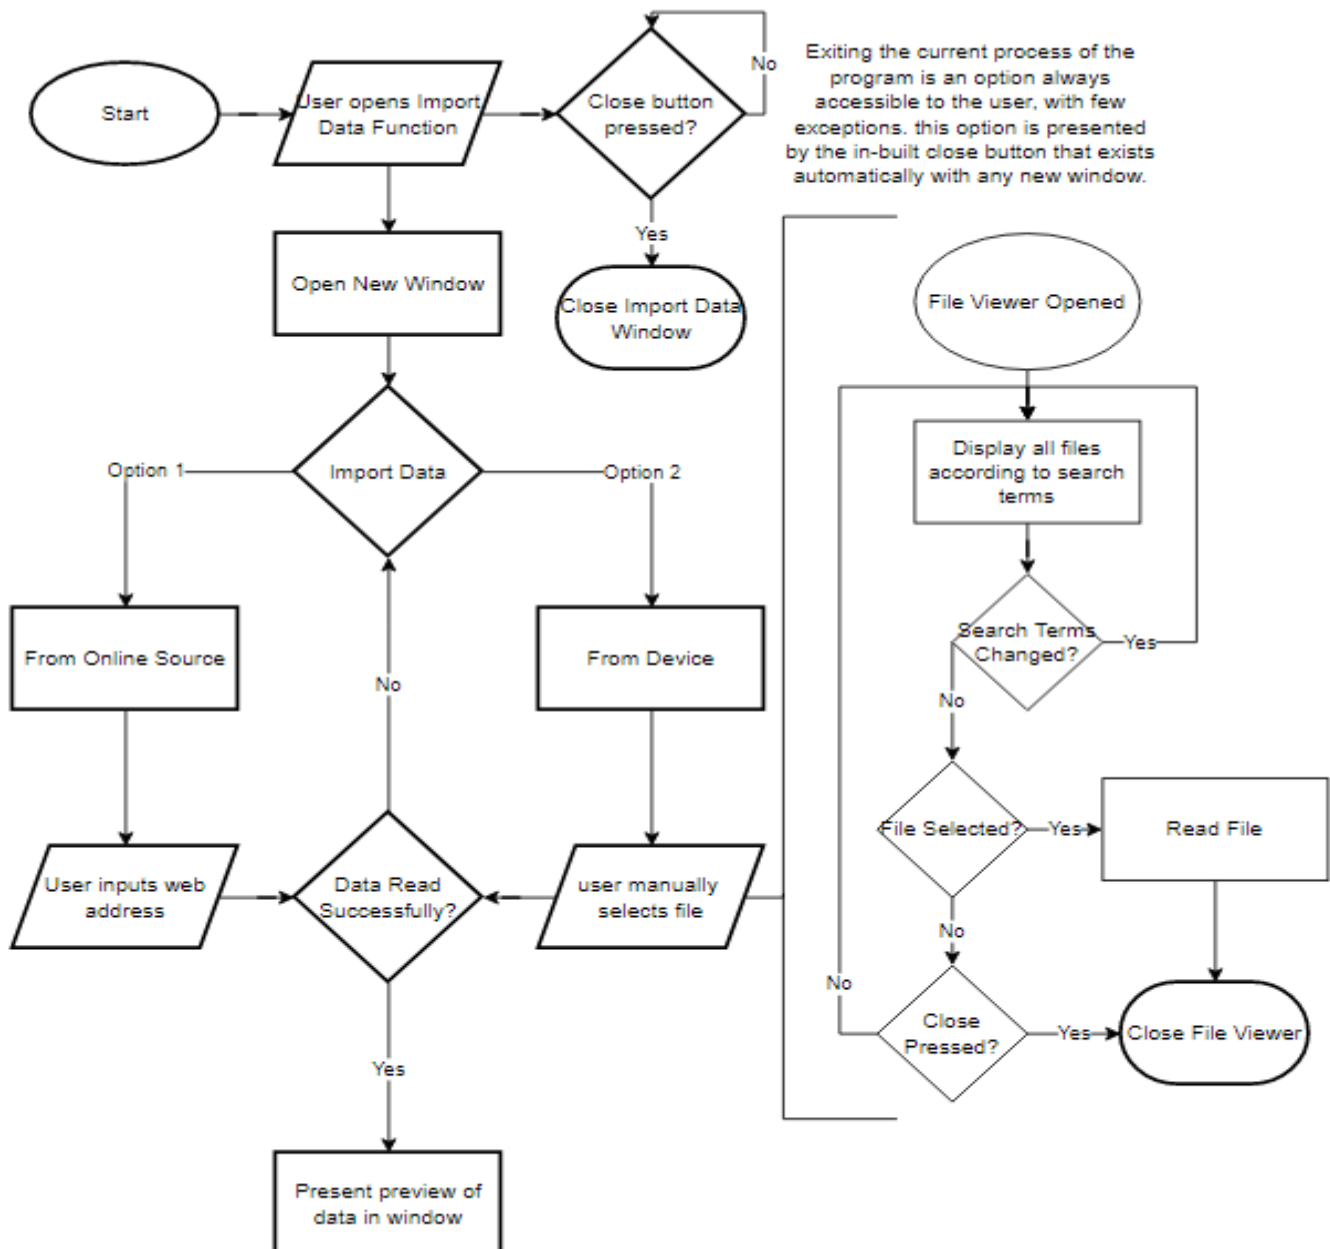 Start
User opens Import
Data Function
Close button
pressed?
No
Exiting the current process of the
program is an option always
accessible to the user, with few
exceptions. this option is presented
by the in-built close button that exists
automatically with any new window.
Yes
Close Import Data
Window
Open New Window
Import Data
Option 1
Option 2
From Online Source
From Device
No
User inputs web
address
Data Read
Successfully?
user manually
selects file
Yes
Present preview of
data in window
File Viewer Opened
Display all files
according to search
terms
Search Terms
Changed?
Yes
No
File Selected?
Yes
Read File
No
No
Close
Pressed?
Yes
Close File Viewer